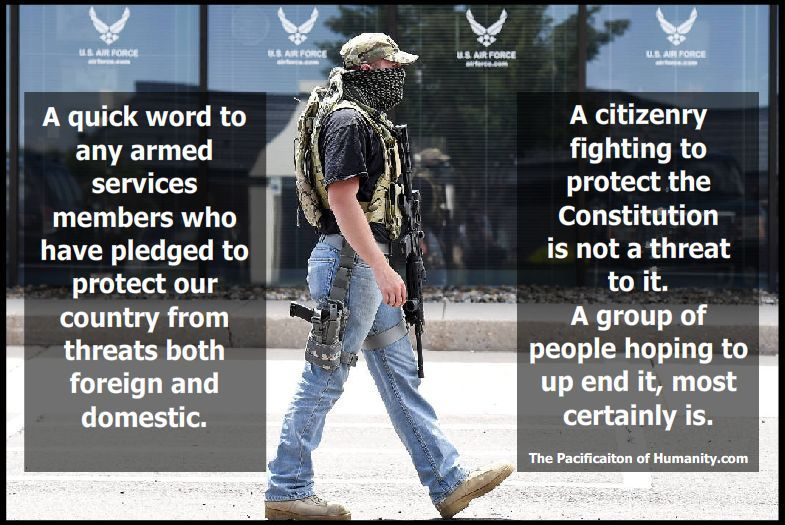 U.S. AIR FORCE
airforce.com
U.S. AIR FORCE
airforce.com
U.S. AIR FORCE
airforce.com
U.S. AIR FORCE
airforce.com
A quick word to
any armed
services
members who
have pledged to
protect our
country from
threats both
foreign and
domestic.
A citizenry
fighting to
protect the
Constitution
is not a threat
to it.
A group of
people hoping to
up end it, most
certainly is.
The Pacificaiton of Humanity.com